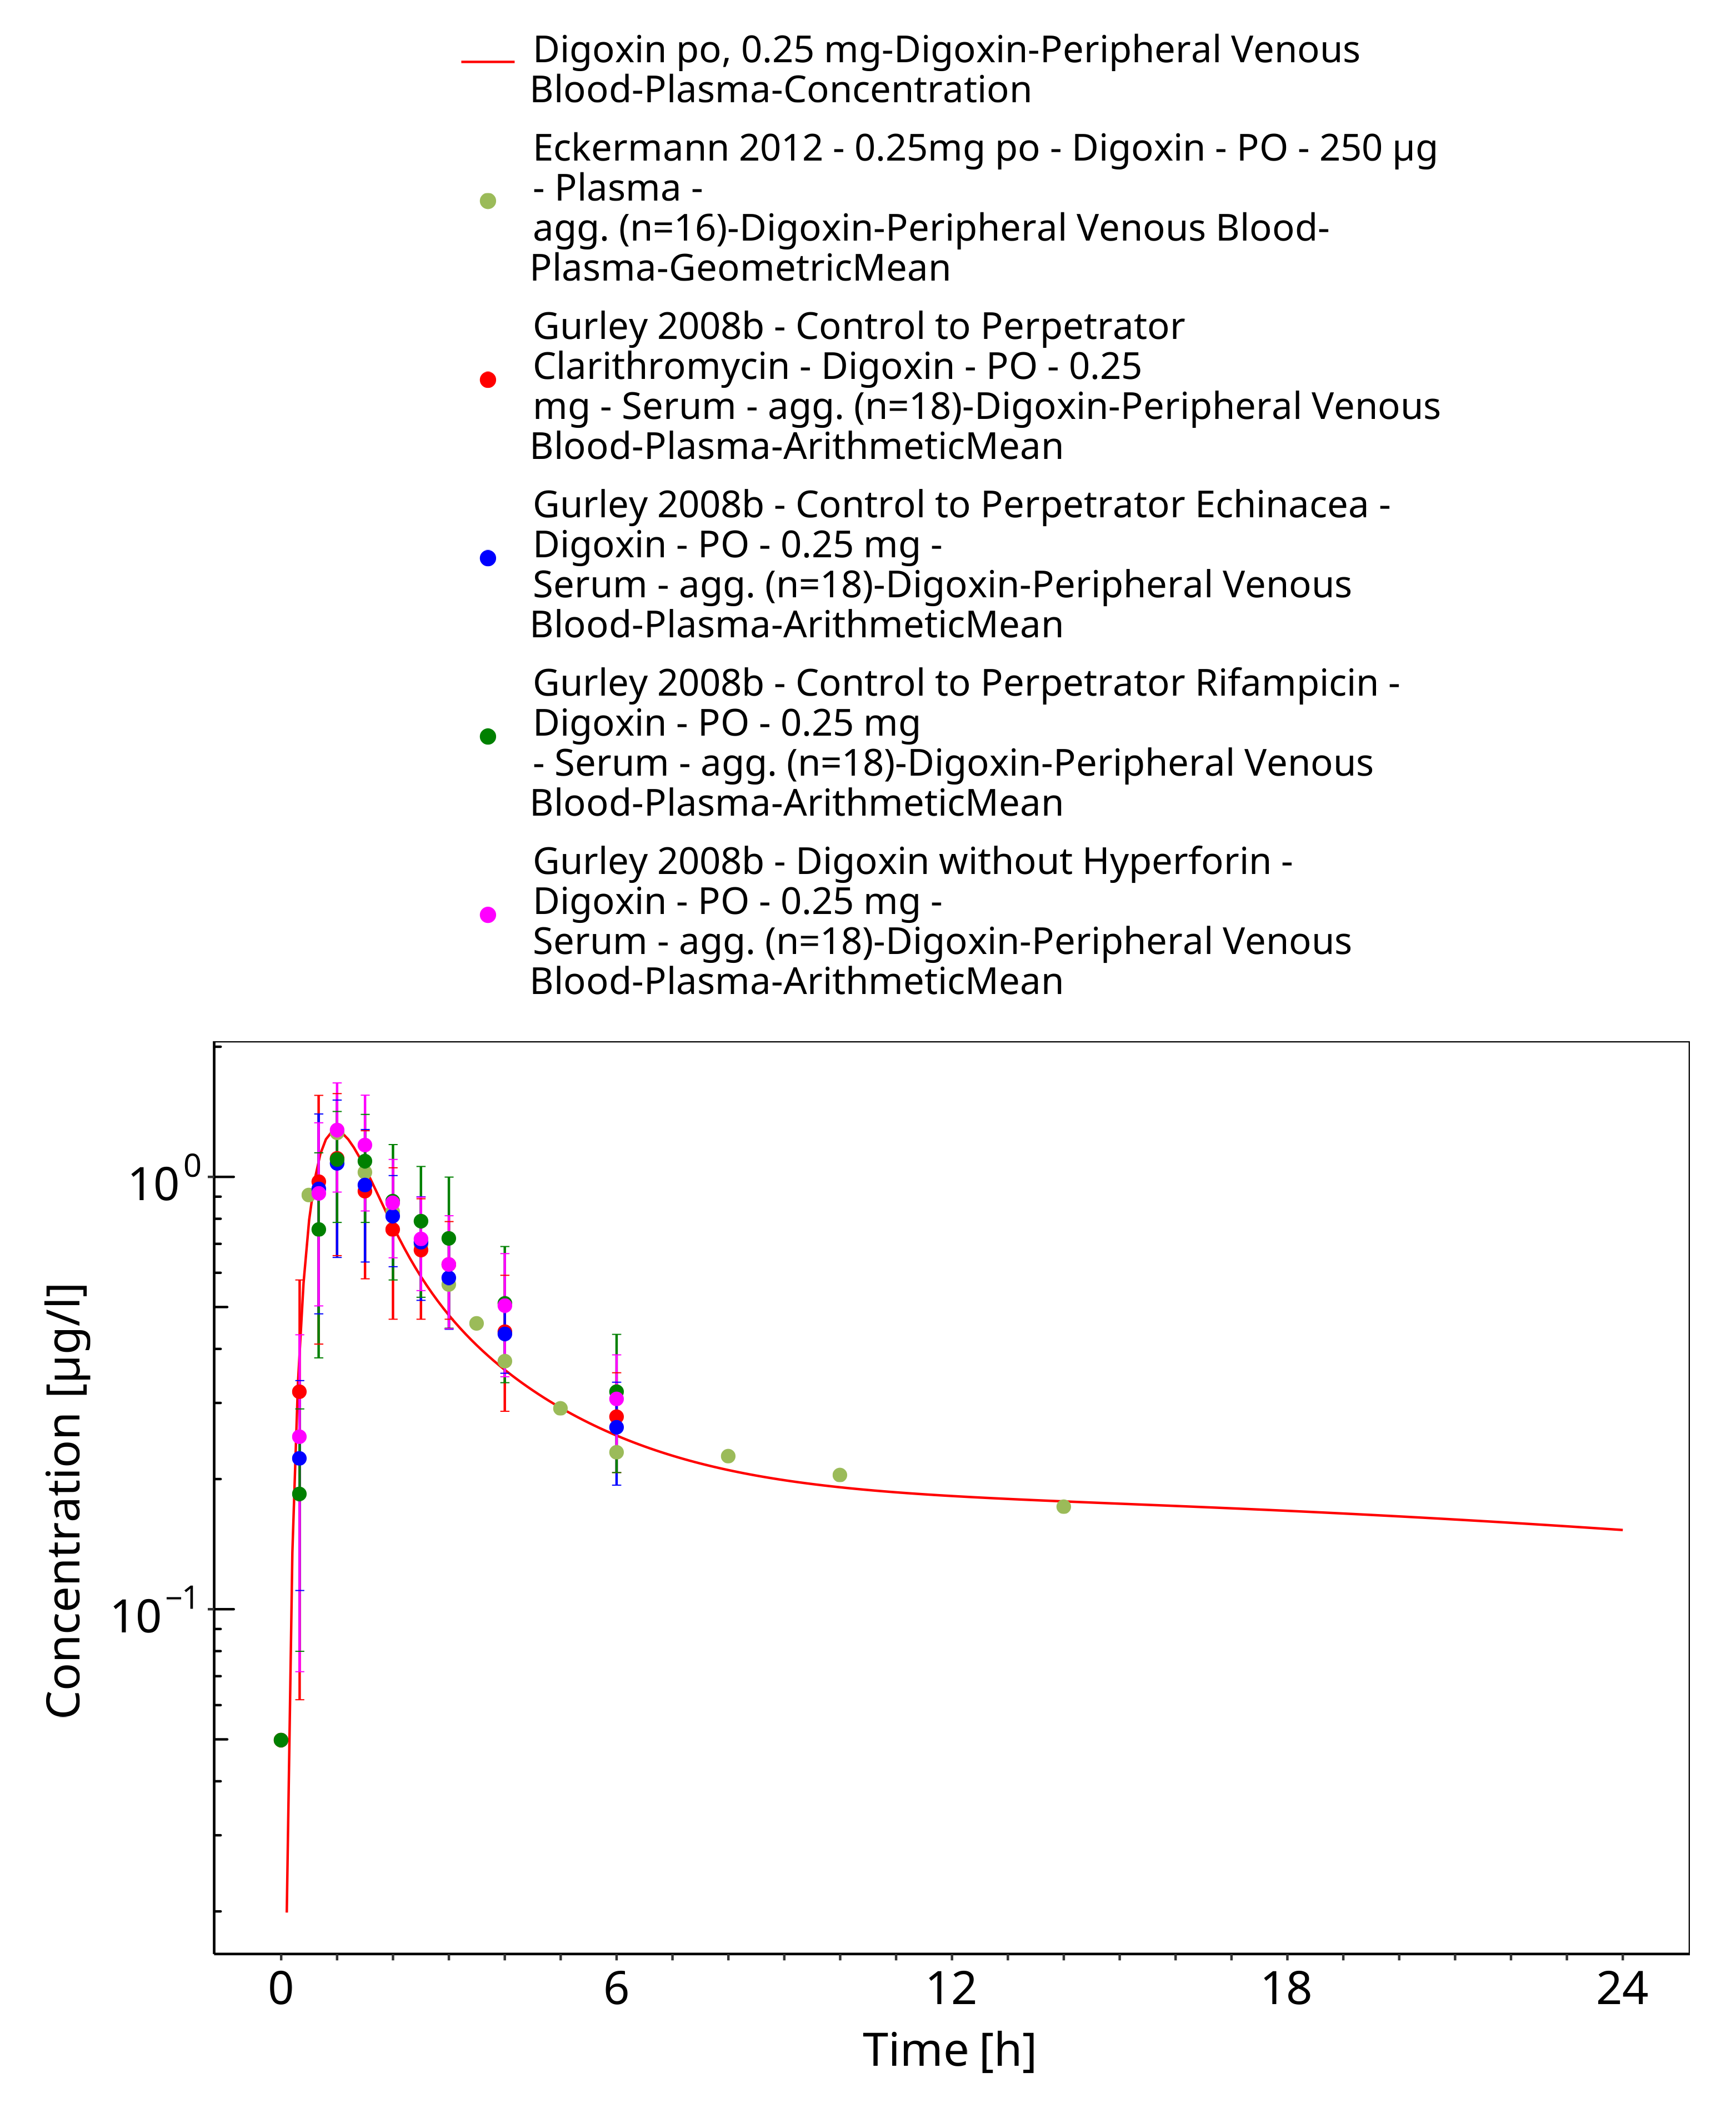 Digoxin po, 0.25 mg-Digoxin-Peripheral Venous
Blood-Plasma-Concentration
Eckermann 2012 - 0.25mg po - Digoxin - PO - 250 µg
- Plasma -
agg. (n=16)-Digoxin-Peripheral Venous Blood-
Plasma-GeometricMean
Gurley 2008b - Control to Perpetrator
Clarithromycin - Digoxin - PO - 0.25
mg - Serum - agg. (n=18)-Digoxin-Peripheral Venous
Blood-Plasma-ArithmeticMean
Gurley 2008b - Control to Perpetrator Echinacea -
Digoxin - PO - 0.25 mg -
Serum - agg. (n=18)-Digoxin-Peripheral Venous
Blood-Plasma-ArithmeticMean
Gurley 2008b - Control to Perpetrator Rifampicin -
Digoxin - PO - 0.25 mg
- Serum - agg. (n=18)-Digoxin-Peripheral Venous
Blood-Plasma-ArithmeticMean
Gurley 2008b - Digoxin without Hyperforin -
Digoxin - PO - 0.25 mg -
Serum - agg. (n=18)-Digoxin-Peripheral Venous
Blood-Plasma-ArithmeticMean
Concentration [µg/l]
10⁰
10⁻¹
0 6 12 18 24
Time [h]